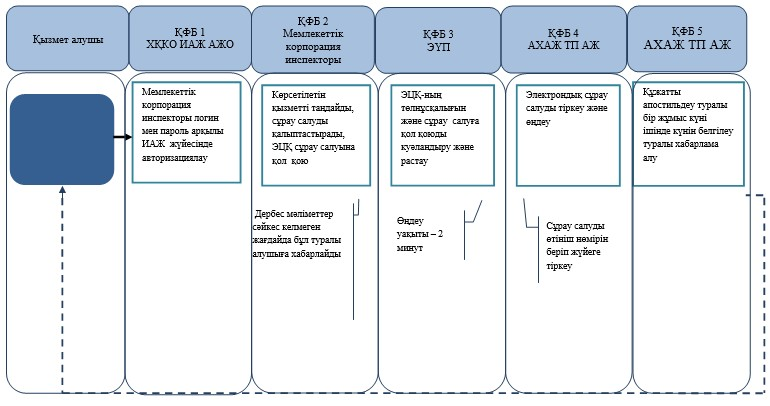 Қызмет алушы
ҚФБ 1
ХҚКО ИАЖ АЖО
ҚФБ 2
Мемлекеттік
корпорация
инспекторы
ҚФБ 3
ЭҮП
ҚФБ 4
АХАЖ ТП АЖ
ҚФБ 5
АХАЖ ТП АЖ
Мемлекеттік
корпорация
инспекторы логин
мен пароль арқылы
ИАЖ жүйесінде
авторизациялау
Көрсетілетін
қызметті таңдайды,
сұрау салуды
қалыптастырады,
ЭЦҚ сұрау салуына
қол қою
ЭЦҚ-ның
төлнұсқалығын
және сұрау салуға
қол қоюды
куәландыру және
растау
Электрондық сұрау
салуды тіркеу және
өңдеу
Құжатты
апостильдеу туралы
бір жұмыс күні
ішінде күнін белгілеу
туралы хабарлама
алу
Дербес мәліметтер
сәйкес келмеген
жағдайда бұл туралы
алушыға хабарлайды
Өңдеу
уақыты – 2
минут
Сұрау салуды
өтініш нөмірін
беріп жүйеге
тіркеу